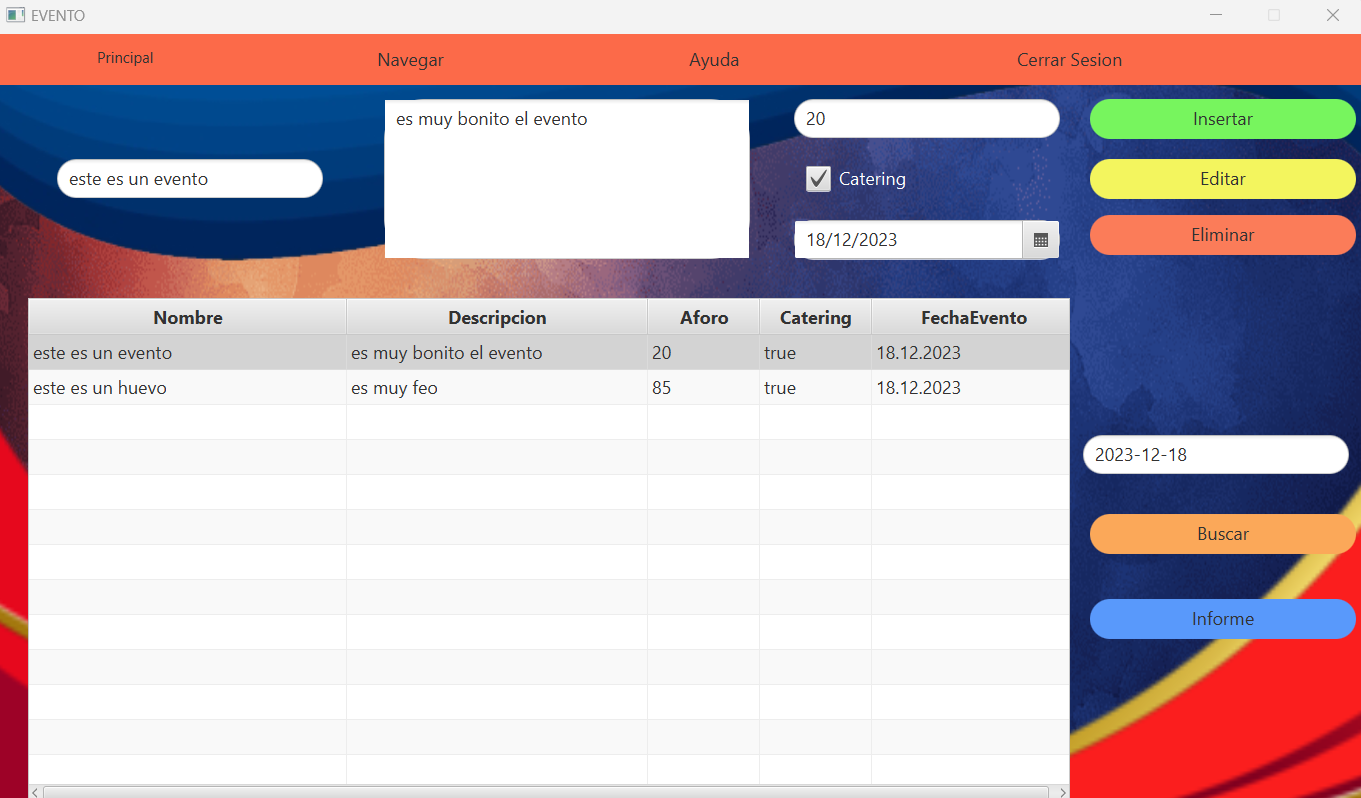 EVENTO
Principal Navegar Ayuda Cerrar Sesion
es muy bonito el evento
20
Insertar
este es un evento
Catering
Editar
18/12/2023
Eliminar
Nombre Descripcion Aforo Catering FechaEvento
este es un evento es muy bonito el evento 20 true 18.12.2023
este es un huevo es muy feo 85 true 18.12.2023
2023-12-18
Buscar
Informe